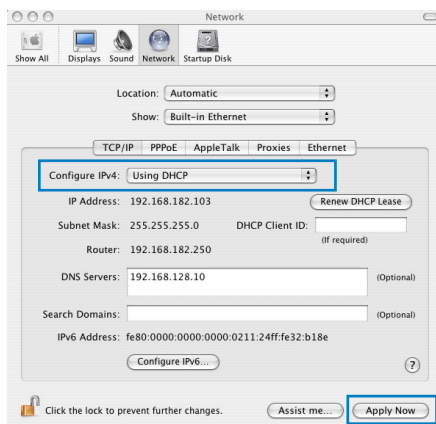 Network
Show All Displays Sound Network Startup Disk
Location: Automatic
Show: Built-in Ethernet
TCP/IP PPPoE AppleTalk Proxies Ethernet
Configure IPv4: Using DHCP
IP Address: 192.168.182.103 Renew DHCP Lease
Subnet Mask: 255.255.255.0 DHCP Client ID:
(If required)
Router: 192.168.182.250
DNS Servers: 192.168.128.10 (Optional)
Search Domains: (Optional)
IPv6 Address: fe80:0000:0000:0000:0211:24ff:fe32:b18e
Configure IPv6... ?
Click the lock to prevent further changes. Assist me... Apply Now